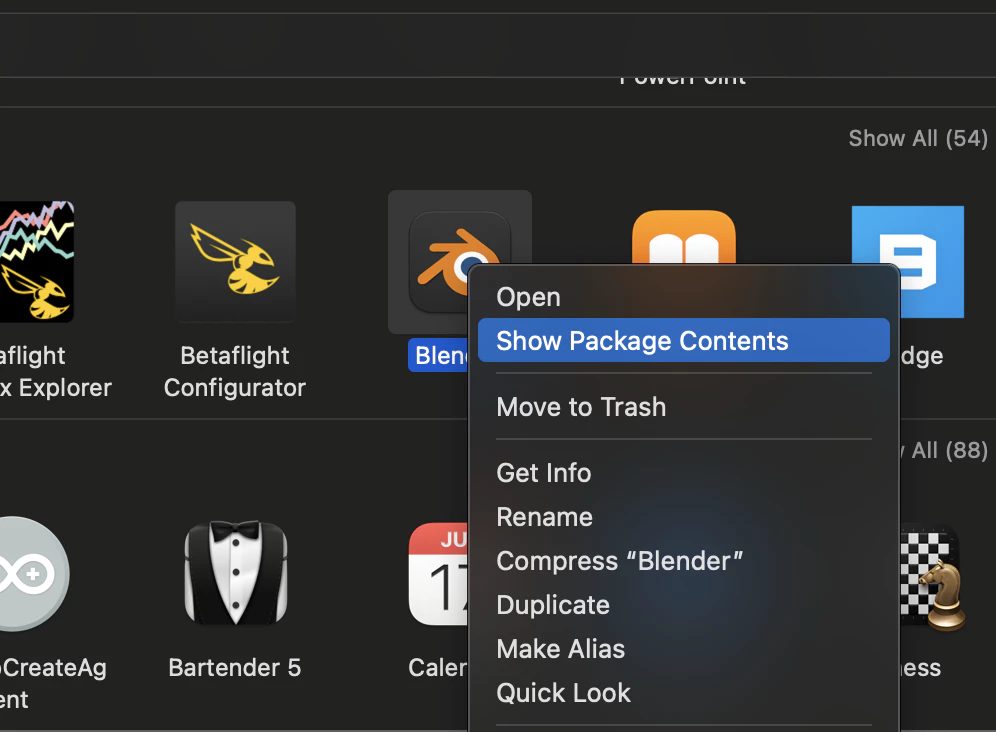 PowerPoint
Show All (54)
Open
Show Package Contents
aflight
x Explorer
Betaflight
Configurator
Blen
dge
Move to Trash
All (88)
Get Info
Rename
Compress “Blender”
Duplicate
Make Alias
Quick Look
JU
17
CreateAg
ent
Bartender 5
Caler
ess